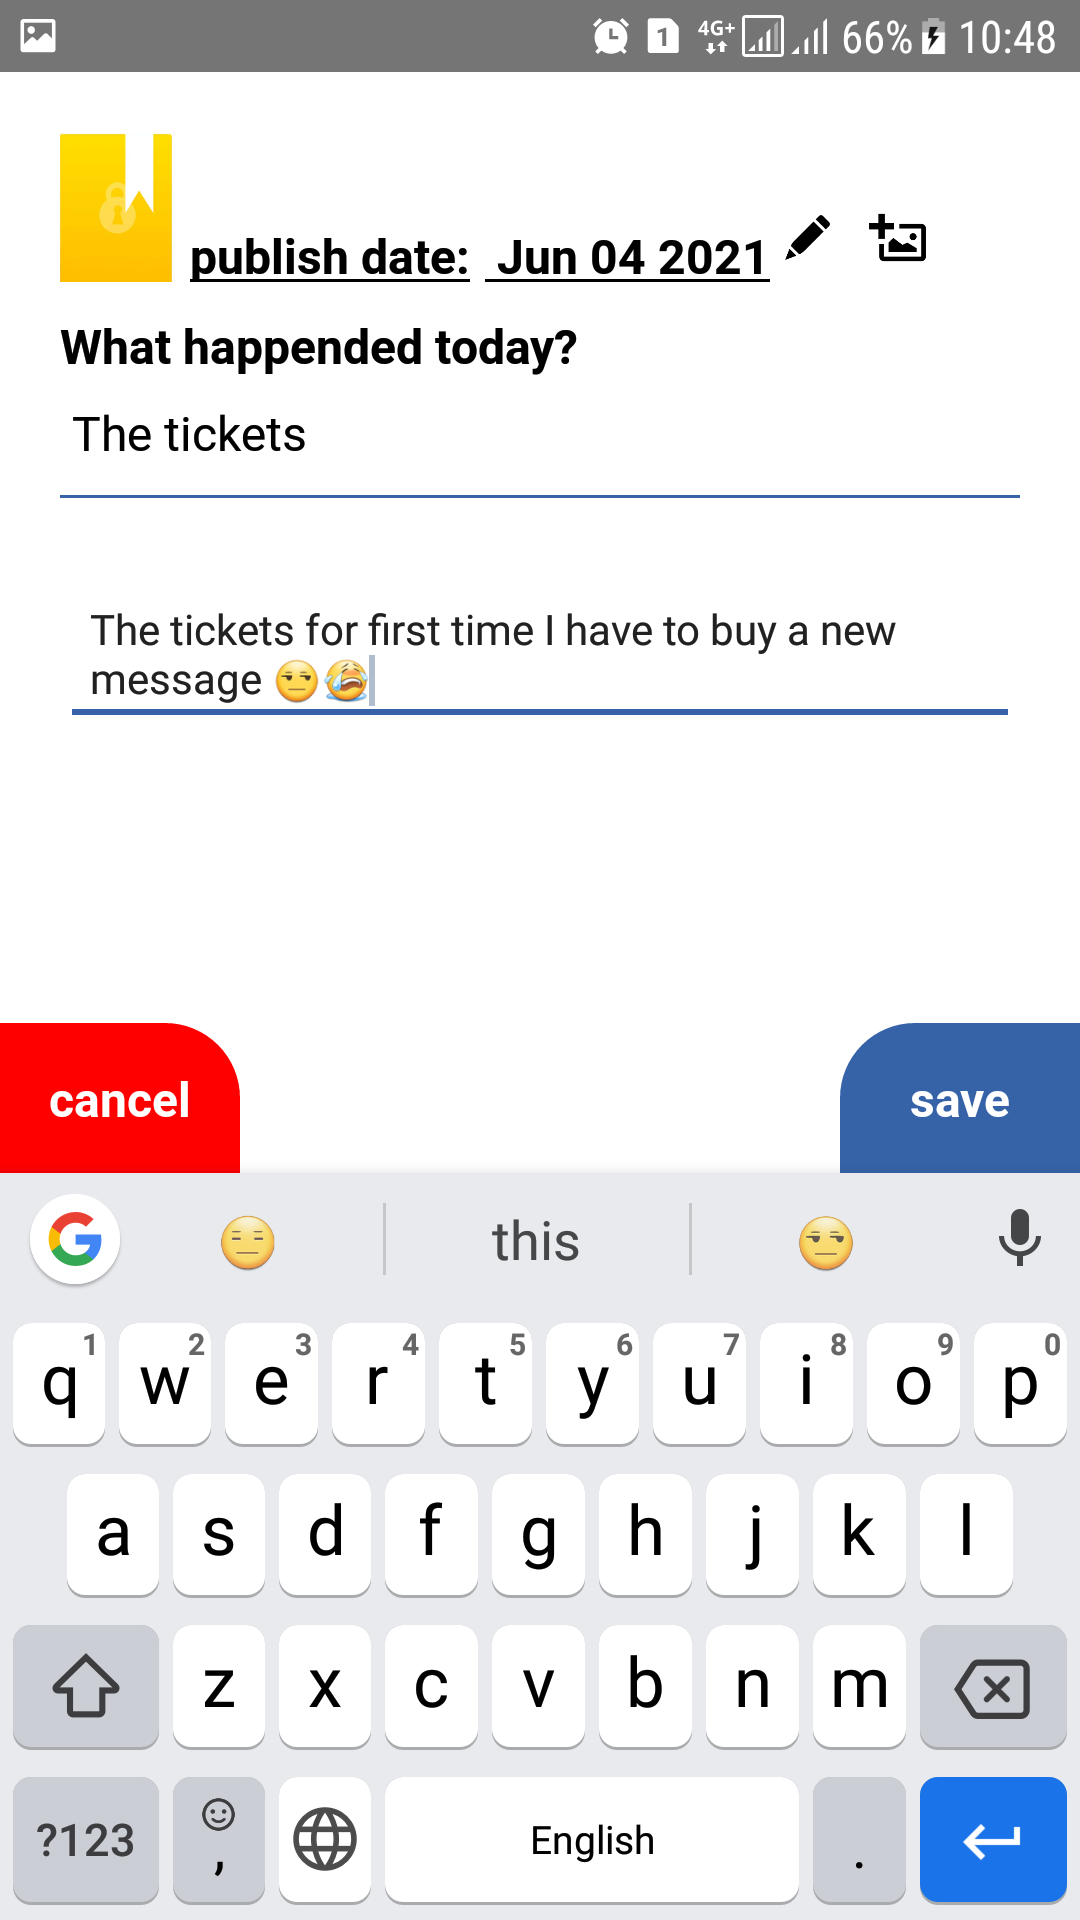 1 4G+ 66% 10:48
publish date: Jun 04 2021
What happended today?
The tickets
The tickets for first time I have to buy a new
message 😒😭
cancel
save
😑 this 😒
1 2 3 4 5 6 7 8 9 0
q w e r t y u i o p
a s d f g h j k l
z x c v b n m
?123 , English .